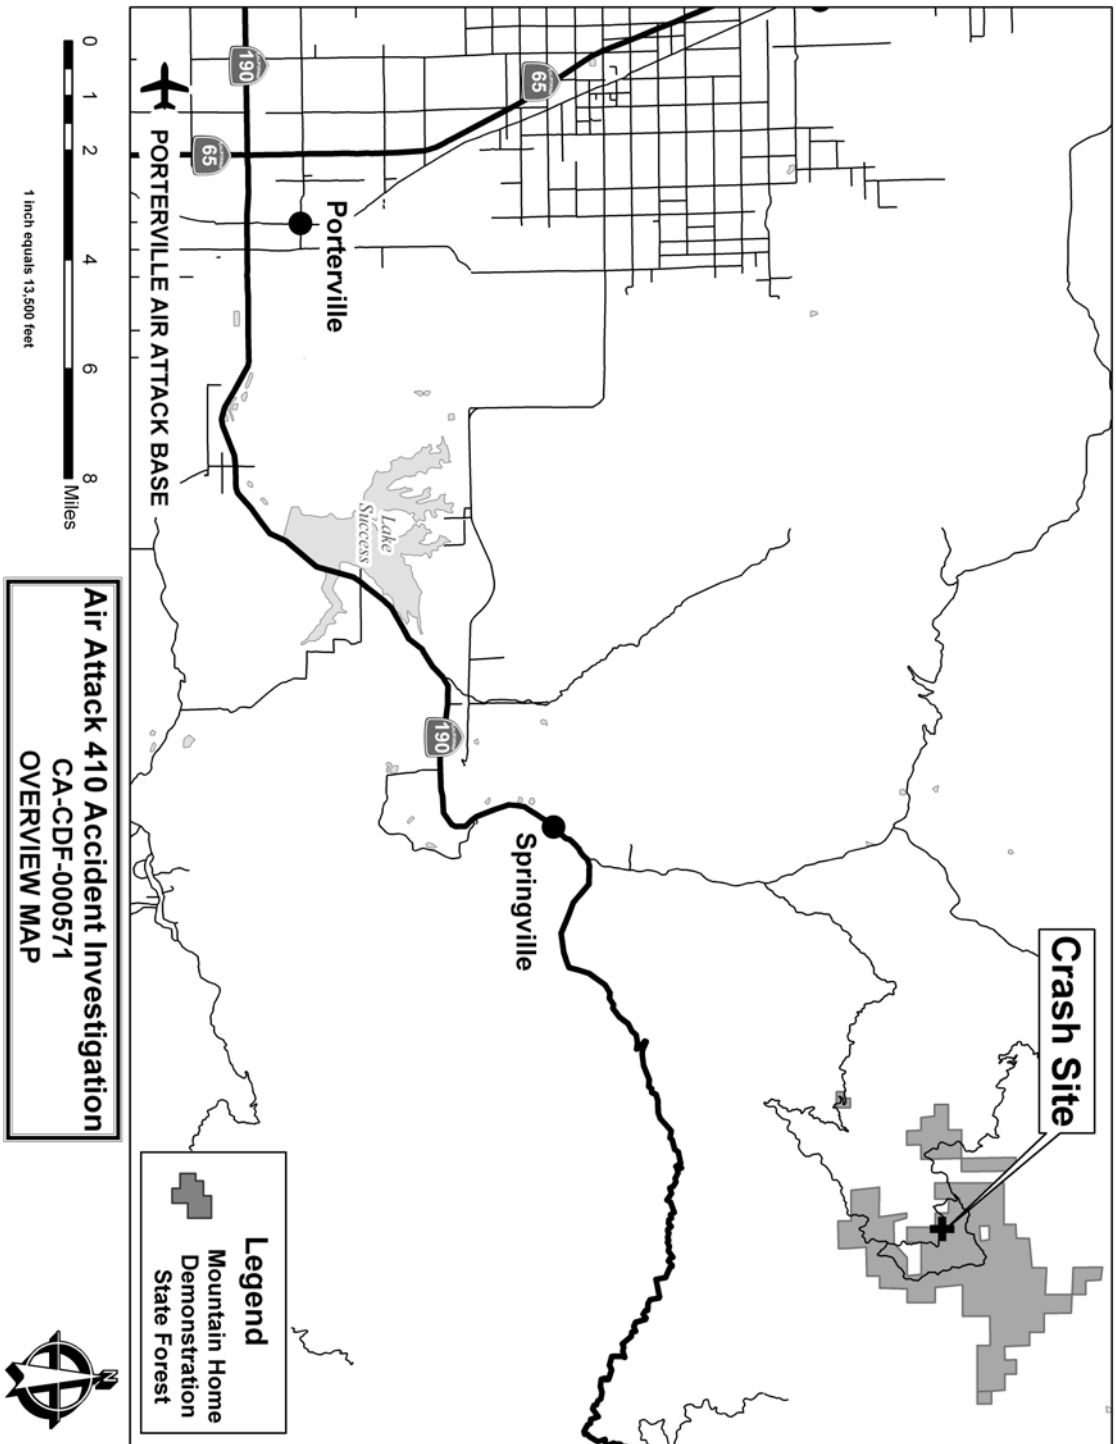 Crash Site
65
190
65
190
Porterville
PORTERVILLE AIR ATTACK BASE
Lake
Success
Springville
Legend
Mountain Home
Demonstration
State Forest
N
0 1 2 4 6 8
Miles
1 inch equals 13,500 feet
Air Attack 410 Accident Investigation
CA-CDF-000571
OVERVIEW MAP